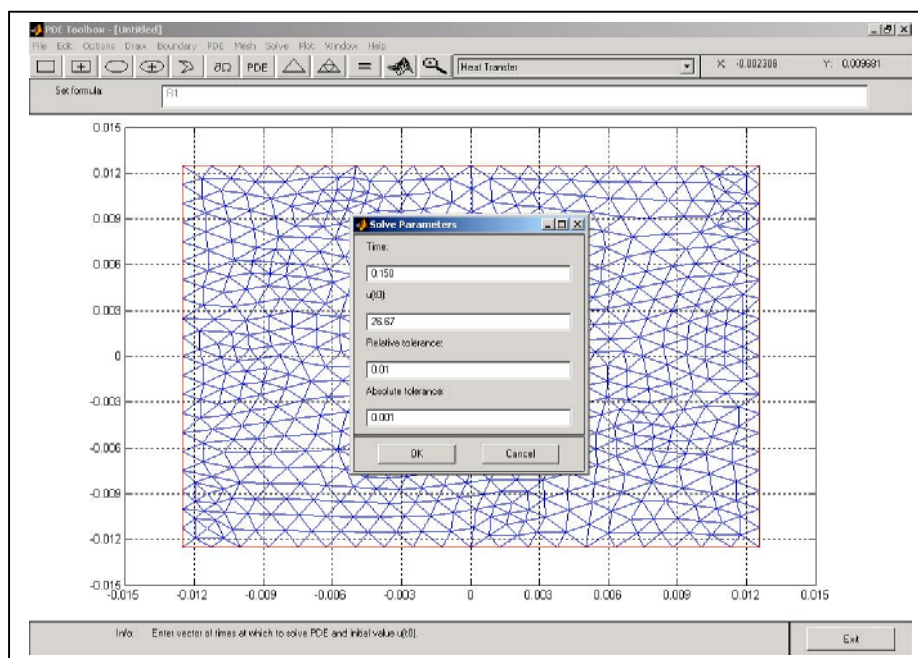 PDE Toolbox - [Untitled]
File Edit Options Draw Boundary PDE Mesh Solve Plot Window Help
∂Ω PDE = Heat Transfer X: -0.002308 Y: 0.009681
Set formula: R1
0.015
0.012
0.009
0.006
0.003
0
-0.003
-0.006
-0.009
-0.012
-0.015
-0.015 -0.012 -0.009 -0.006 -0.003 0 0.003 0.006 0.009 0.012 0.015
Solve Parameters
Time:
0:150
u(t0):
26.67
Relative tolerance:
0.01
Absolute tolerance:
0.001
OK Cancel
Info: Enter vector of times at which to solve PDE and initial value u(t0).
Exit